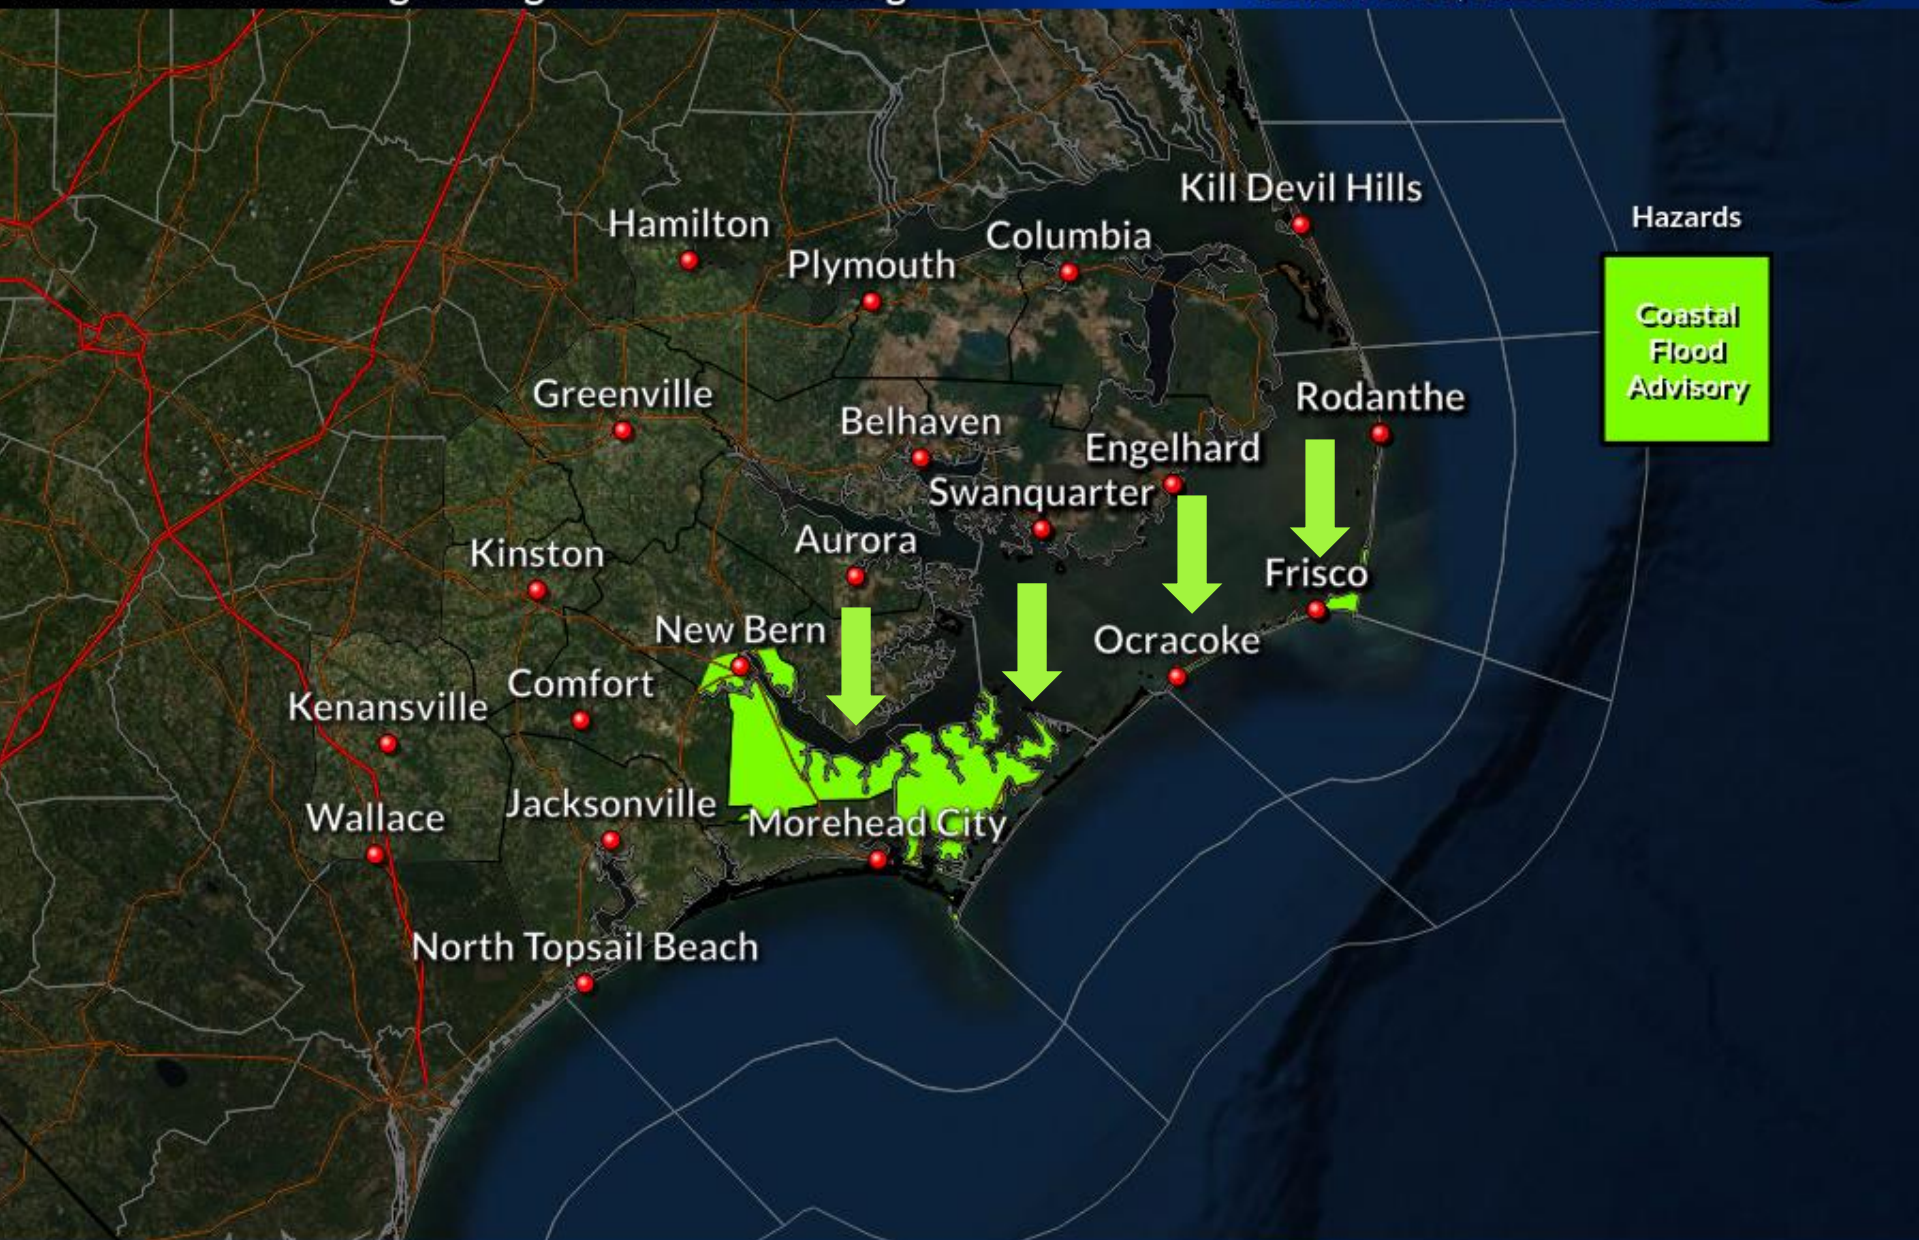 Kill Devil Hills
Hazards
Hamilton
Columbia
Plymouth
Coastal
Flood
Advisory
Greenville
Rodanthe
Belhaven
Engelhard
Swanquarter
Aurora
Kinston
Frisco
New Bern
Ocracoke
Comfort
Kenansville
Jacksonville
Wallace
Morehead City
North Topsail Beach